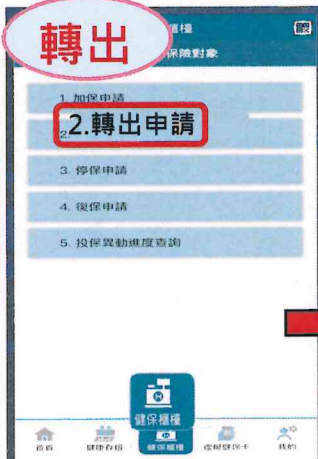 轉出
櫃檯
保險對象
1. 加保申請
2.轉出申請
3. 停保申請
4. 復保申請
5. 投保異動進度查詢
健保櫃檯
首頁
健康存摺
健保櫃檯
虛擬健保卡
我的